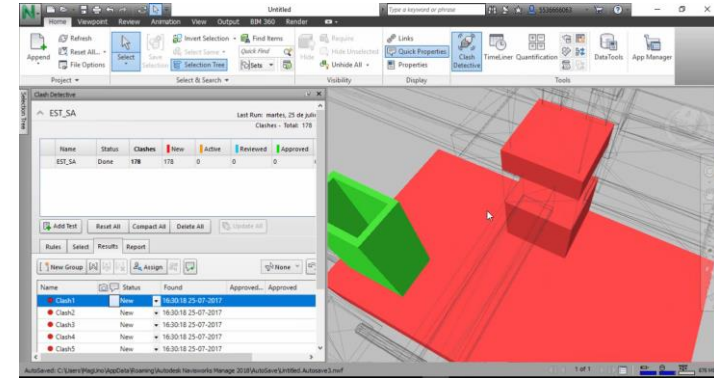 Untitled
Type a keyword or phrase
Home Viewpoint Review Animation View Output BIM 360 Render
Append
Refresh
Reset All...
File Options
Select
Save Selection
Invert Selection
Select Same
Selection Tree
Find Items
Quick Find
Sets
Hide
Require
Hide Unselected
Unhide All
Links
Quick Properties
Properties
Clash Detective
TimeLiner
Quantification
DataTools
App Manager
Project
Select & Search
Visibility
Display
Tools
Selection Tree
Clash Detective
EST_SA
Last Run: martes, 25 de julio
Clashes - Total: 178
Name Status Clashes New Active Reviewed Approved
EST_SA Done 178 178 0 0 0
Add Test Reset All Compact All Delete All Update All
Rules Select Results Report
New Group Assign None
Name Status Found Approved... Approved
Clash1 New 16:30:18 25-07-2017
Clash2 New 16:30:18 25-07-2017
Clash3 New 16:30:18 25-07-2017
Clash4 New 16:30:18 25-07-2017
Clash5 New 16:30:18 25-07-2017
1 of 1